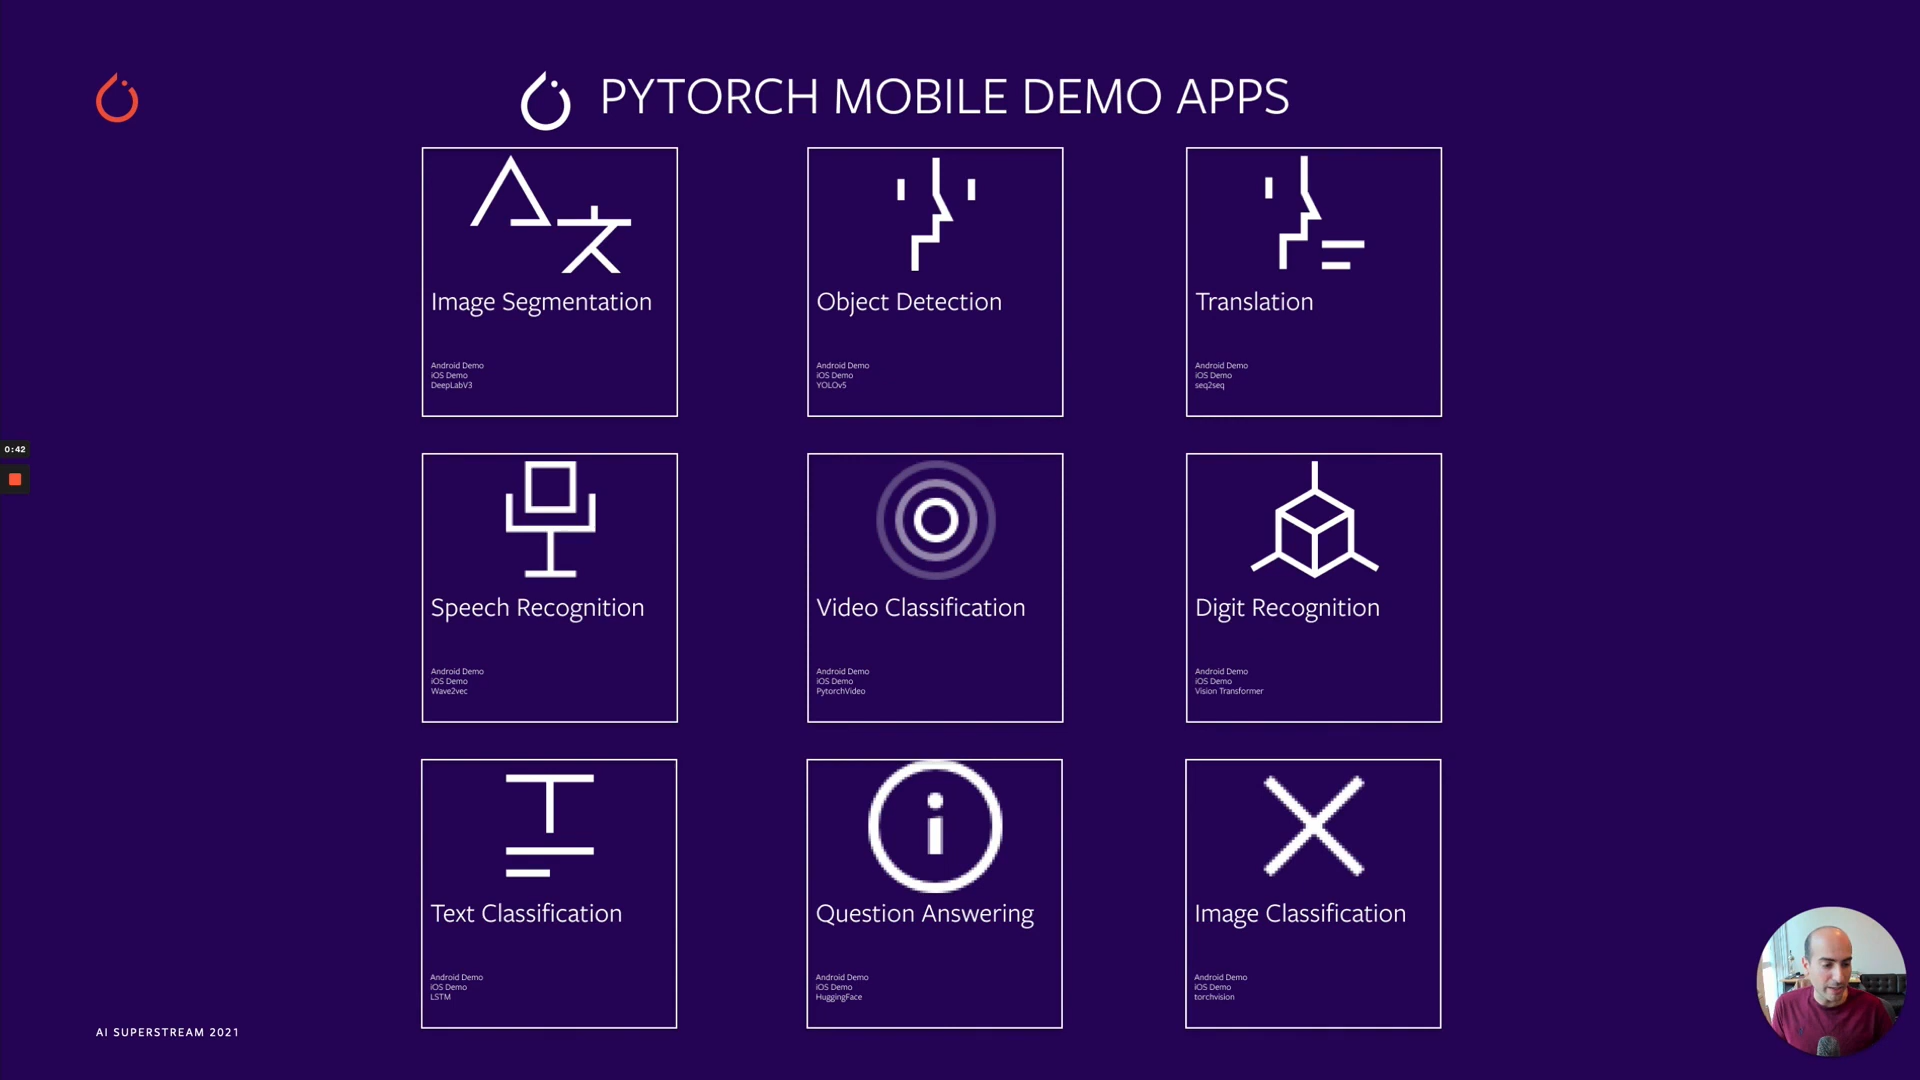 PYTORCH MOBILE DEMO APPS
Image Segmentation
Android Demo
iOS Demo
DeepLabV3
Object Detection
Android Demo
iOS Demo
YOLOv5
Translation
Android Demo
iOS Demo
seq2seq
0:42
Speech Recognition
Android Demo
iOS Demo
Wave2vec
Video Classification
Android Demo
iOS Demo
PytorchVideo
Digit Recognition
Android Demo
iOS Demo
Vision Transformer
Text Classification
Android Demo
iOS Demo
LSTM
Question Answering
Android Demo
iOS Demo
HuggingFace
Image Classification
Android Demo
iOS Demo
torchvision
AI SUPERSTREAM 2021